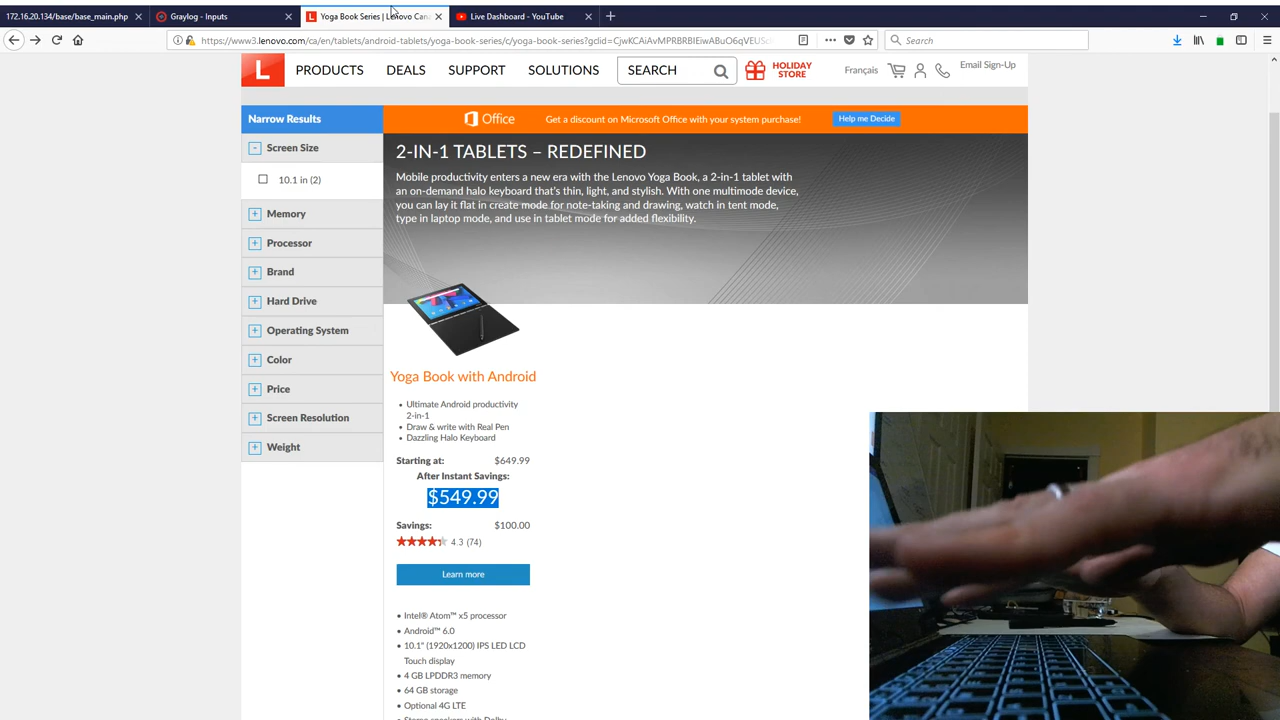 172.16.20.134/base/base_main.php
Graylog - Inputs
Yoga Book Series | Lenovo Cana
Live Dashboard - YouTube
https://www3.lenovo.com/ca/en/tablets/android-tablets/yoga-book-series/c/yoga-book-series?gclid=CjwKCAiAvMPRBRBIEiwABuO6qVEUSc
Search
L
PRODUCTS
DEALS
SUPPORT
SOLUTIONS
SEARCH
HOLIDAY
STORE
Français
Email Sign-Up
Narrow Results
Office
Get a discount on Microsoft Office with your system purchase!
Help me Decide
Screen Size
10.1 in (2)
Memory
Processor
Brand
Hard Drive
Operating System
Color
Price
Screen Resolution
Weight
2-IN-1 TABLETS – REDEFINED
Mobile productivity enters a new era with the Lenovo Yoga Book, a 2-in-1 tablet with
an on-demand halo keyboard that's thin, light, and stylish. With one multimode device,
you can lay it flat in create mode for note-taking and drawing, watch in tent mode,
type in laptop mode, and use in tablet mode for added flexibility.
Yoga Book with Android
• Ultimate Android productivity
2-in-1
• Draw & write with Real Pen
• Dazzling Halo Keyboard
Starting at: $649.99
After Instant Savings:
$549.99
Savings: $100.00
4.3 (74)
Learn more
• Intel® Atom™ x5 processor
• Android™ 6.0
• 10.1" (1920x1200) IPS LED LCD
Touch display
• 4 GB LPDDR3 memory
• 64 GB storage
• Optional 4G LTE
• Stereo speakers with Dolby